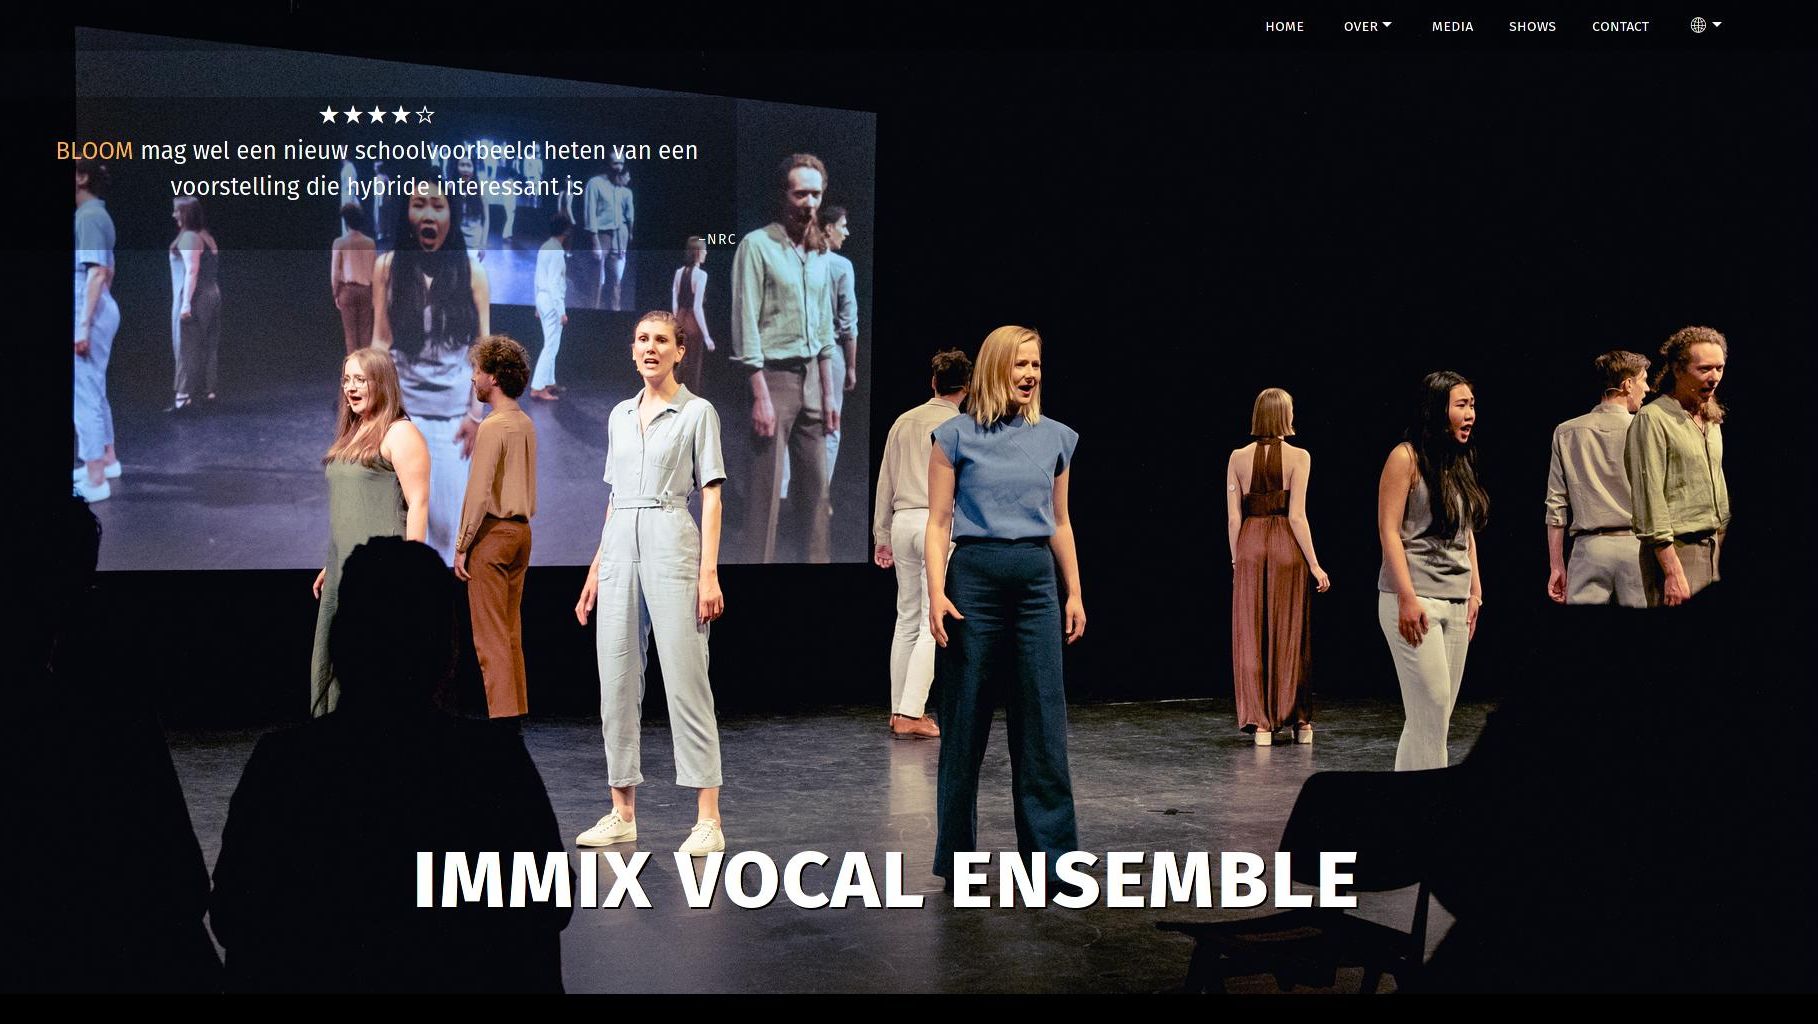 HOME OVER MEDIA SHOWS CONTACT
★★★★☆
BLOOM mag wel een nieuw schoolvoorbeeld heten van een
voorstelling die hybride interessant is
–NRC
IMMIX VOCAL ENSEMBLE